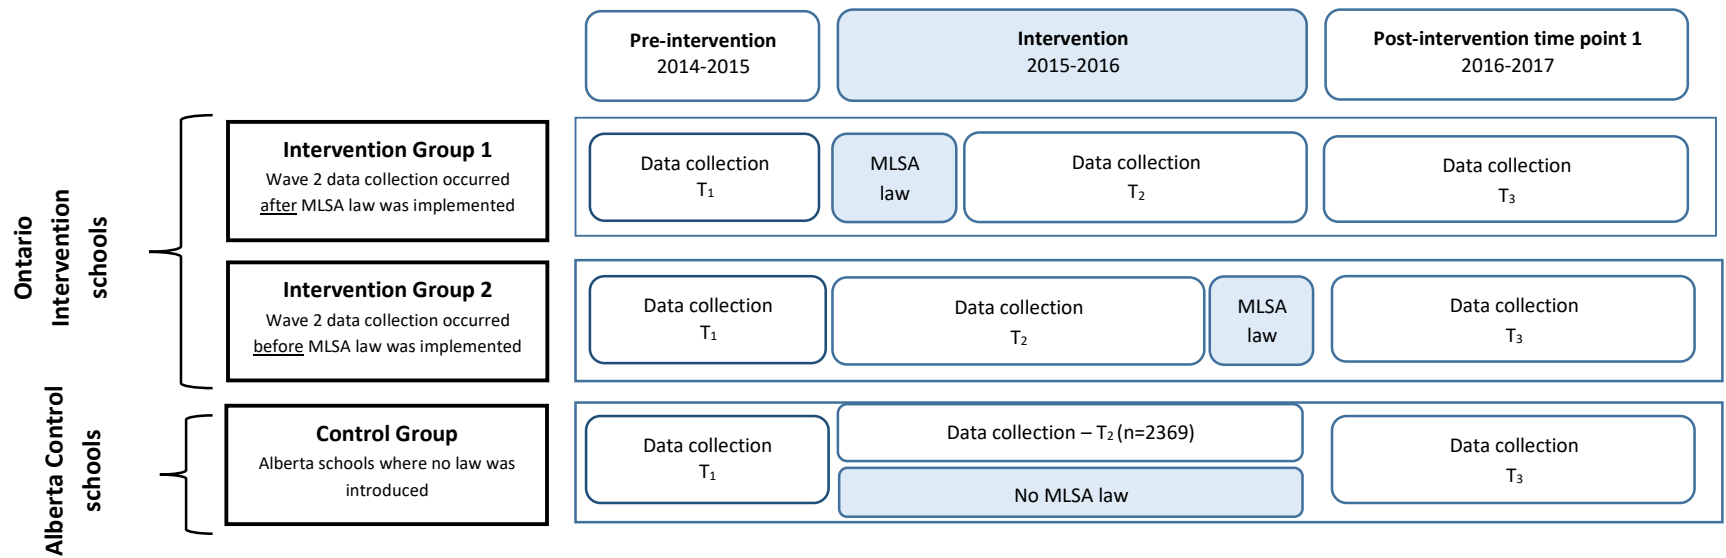 Pre-intervention
2014-2015
Intervention
2015-2016
Post-intervention time point 1
2016-2017
Ontario
Intervention
schools
Intervention Group 1
Wave 2 data collection occurred
after MLSA law was implemented
Data collection
T1
MLSA
law
Data collection
T2
Data collection
T3
Intervention Group 2
Wave 2 data collection occurred
before MLSA law was implemented
Data collection
T1
Data collection
T2
MLSA
law
Data collection
T3
Alberta Control
schools
Control Group
Alberta schools where no law was
introduced
Data collection
T1
Data collection – T2 (n=2369)
No MLSA law
Data collection
T3